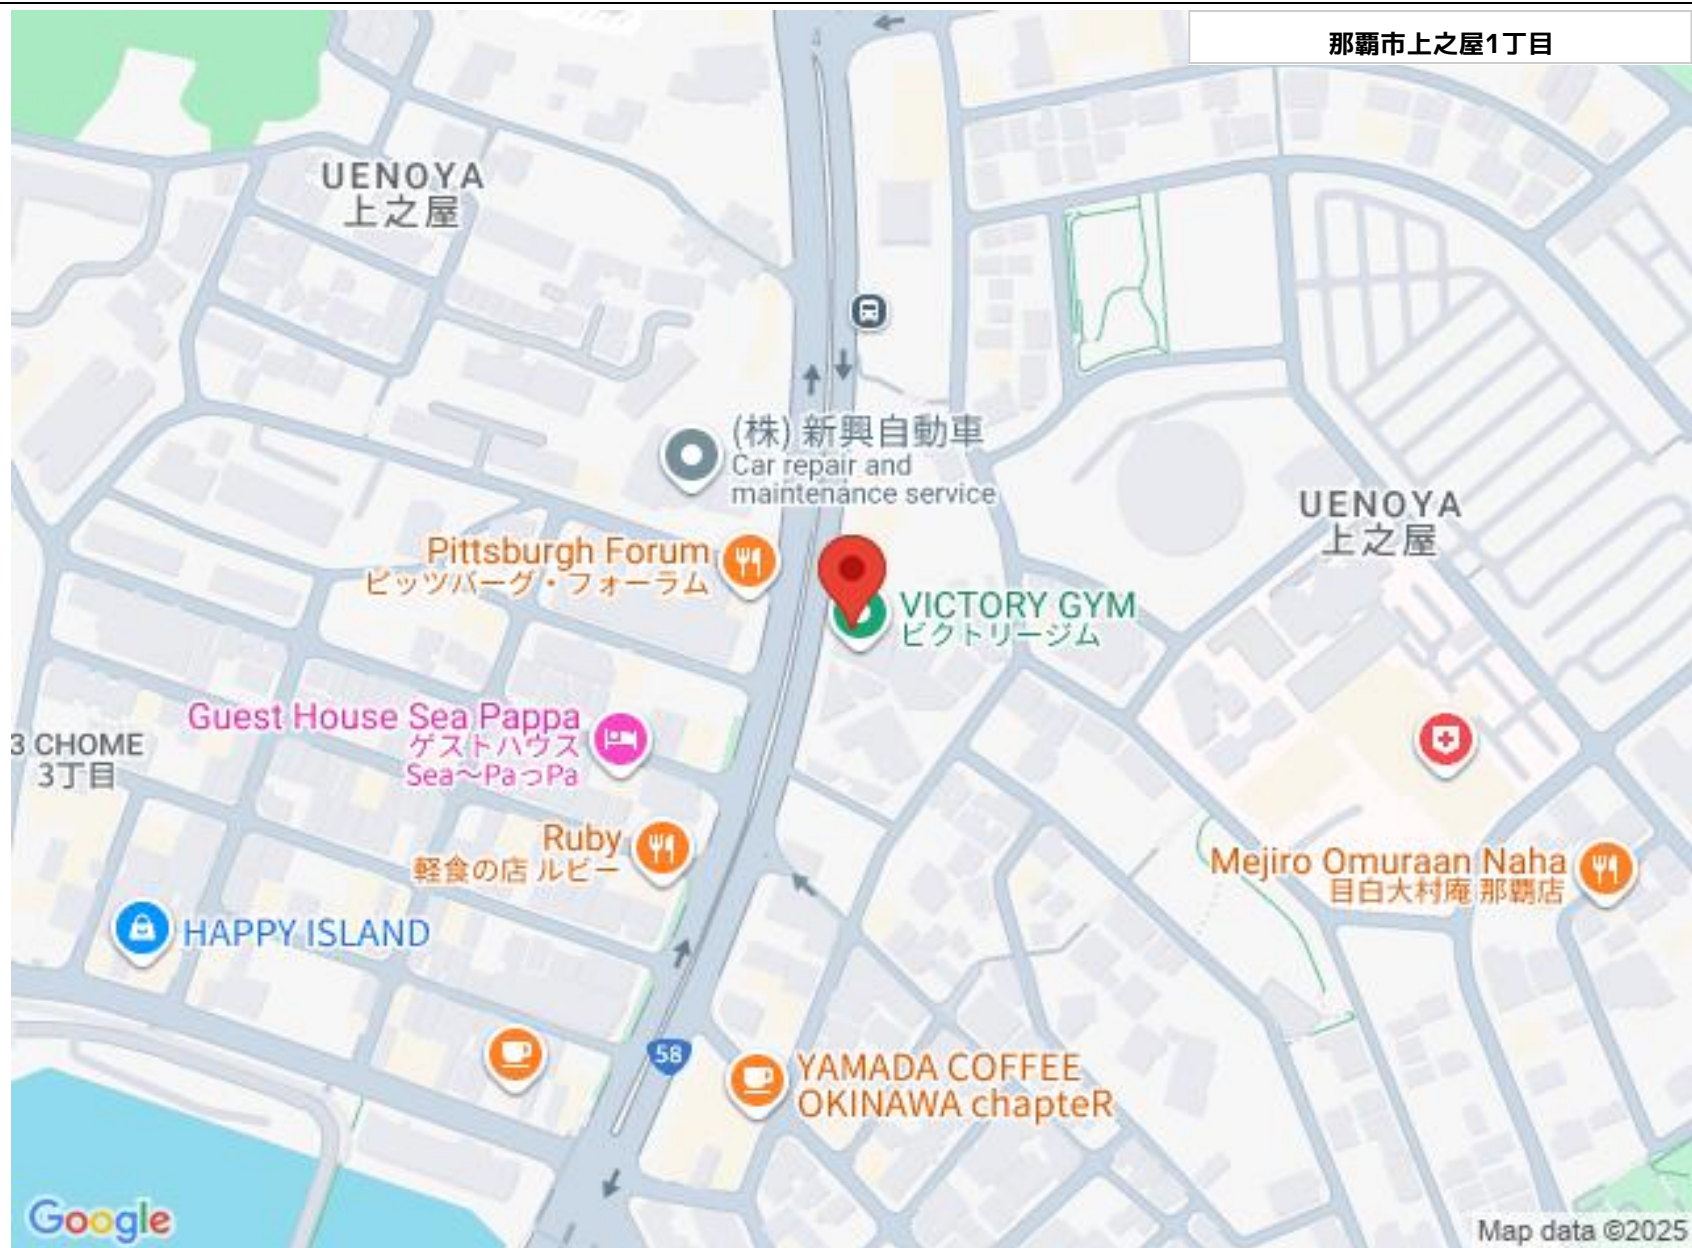 那覇市上之屋1丁目
UENOYA
上之屋
(株) 新興自動車
Car repair and
maintenance service
UENOYA
上之屋
Pittsburgh Forum
ピッツバーグ・フォーラム
VICTORY GYM
ビクトリージム
Guest House Sea Pappa
ゲストハウス
Sea〜PaっPa
3 CHOME
3丁目
Ruby
軽食の店 ルビー
Mejiro Omuraan Naha
目白大村庵 那覇店
HAPPY ISLAND
58
YAMADA COFFEE
OKINAWA chapteR
Google
Map data ©2025